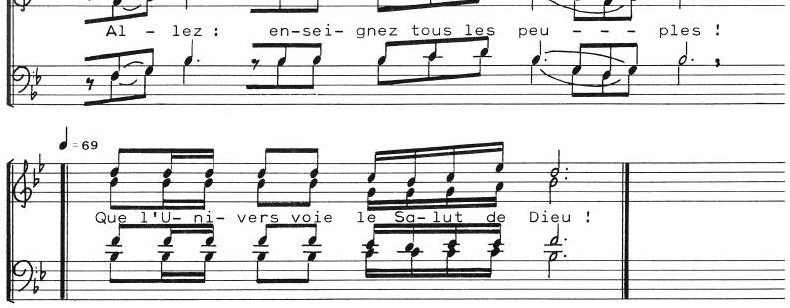 Al - lez : en-sei- gnez tous les peu - - - ples !
♩ = 69
Que l'U- ni- vers voie le Sa- lut de Dieu !